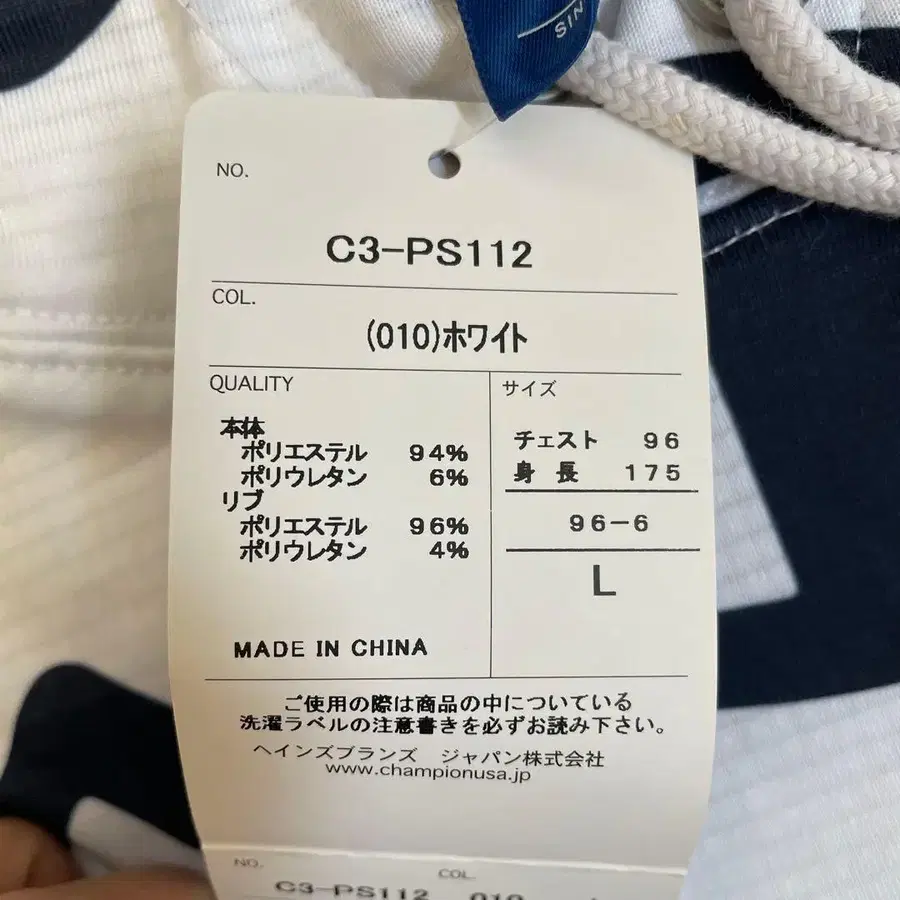 SIN
NO.
C3-PS112
COL.
(010)ホワイト
QUALITY
本体
ポリエステル 94%
ポリウレタン 6%
リブ
ポリエステル 96%
ポリウレタン 4%
MADE IN CHINA
サイズ
チェスト 96
身長 175
96-6
L
ご使用の際は商品の中についている
洗濯ラベルの注意書きを必ずお読み下さい。
ヘインズブランズ ジャパン株式会社
www.championusa.jp
NO. COL.
C3-PS112 010